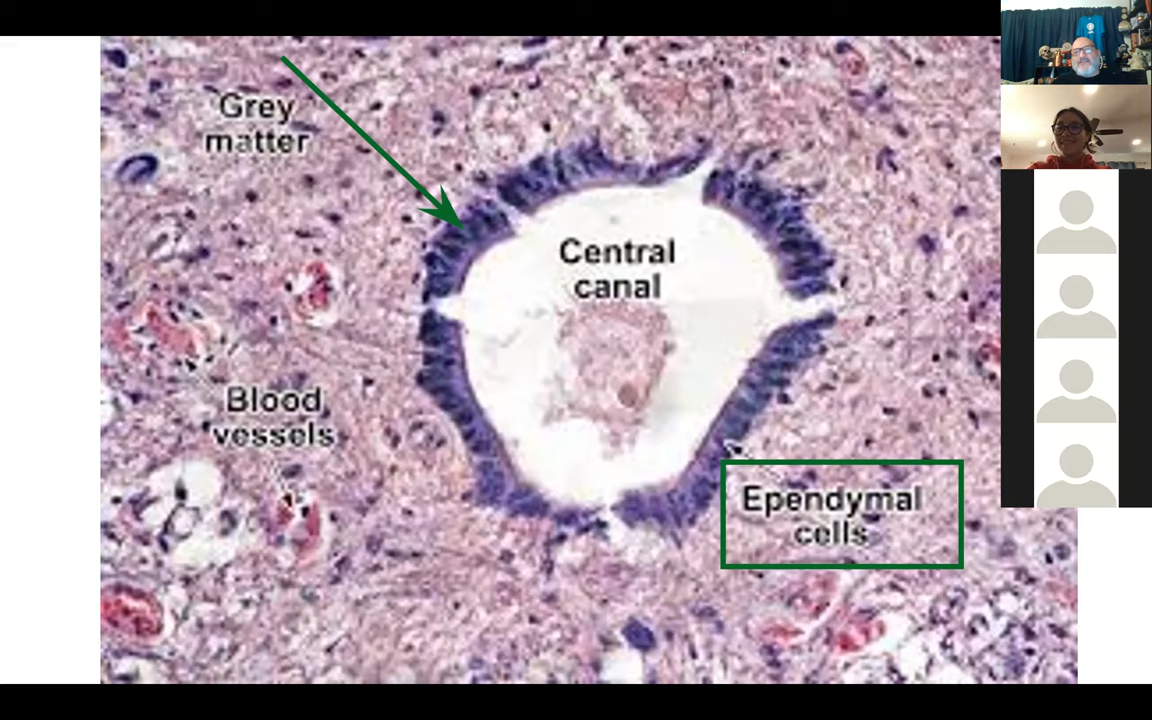 Grey
matter
Central
canal
Blood
vessels
Ependymal
cells